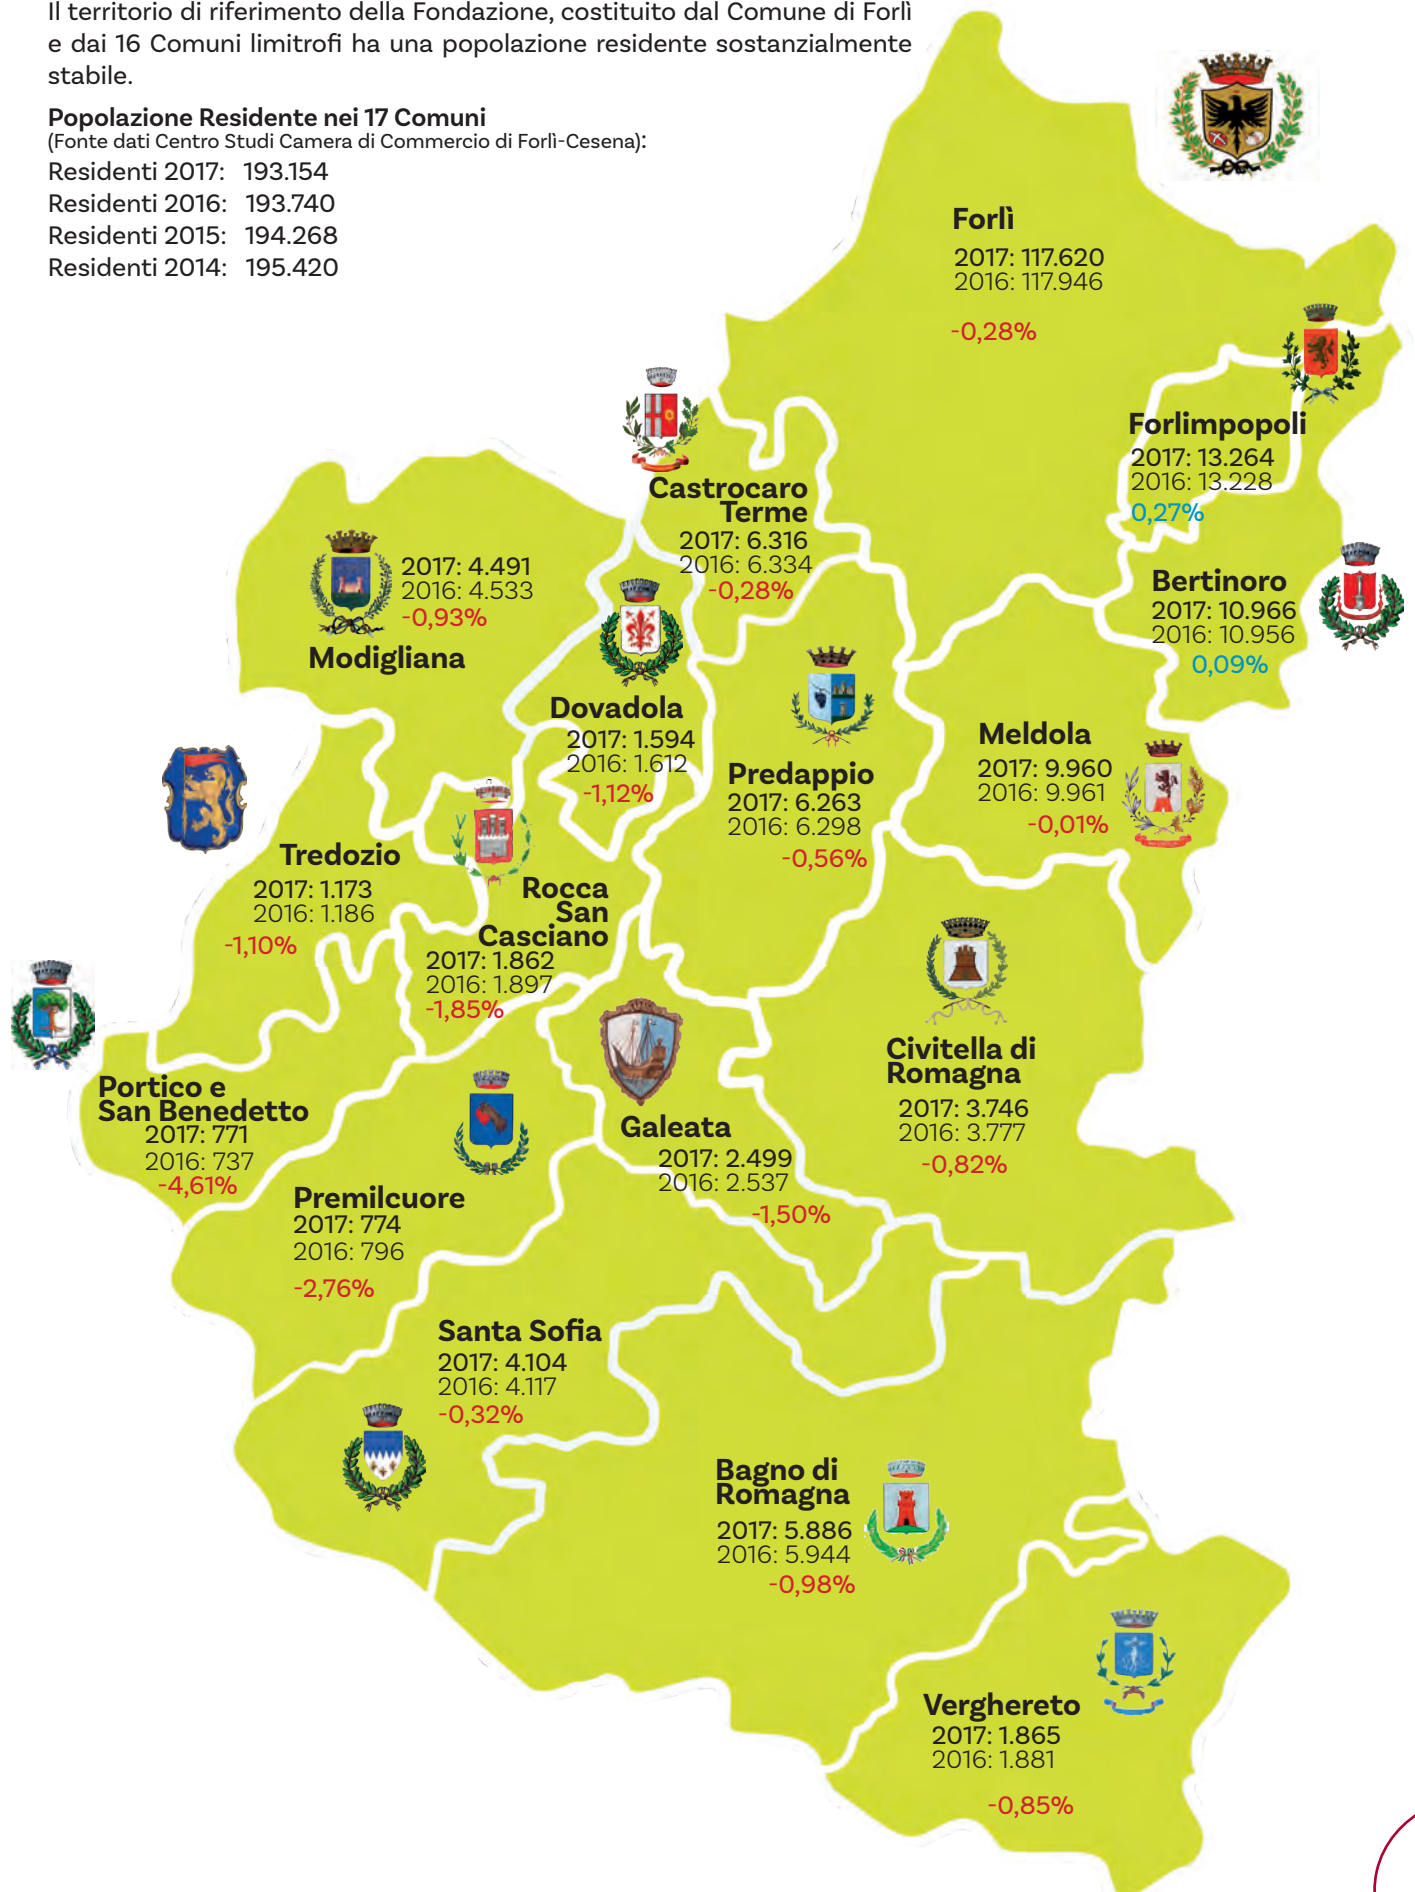 Il territorio di riferimento della Fondazione, costituito dal Comune di Forlì
e dai 16 Comuni limitrofi ha una popolazione residente sostanzialmente
stabile.
Popolazione Residente nei 17 Comuni
(Fonte dati Centro Studi Camera di Commercio di Forlì-Cesena):
Residenti 2017: 193.154
Residenti 2016: 193.740
Residenti 2015: 194.268
Residenti 2014: 195.420
Forlì
2017: 117.620
2016: 117.946
-0,28%
Forlimpopoli
2017: 13.264
2016: 13.228
0,27%
Castrocaro
Terme
2017: 6.316
2016: 6.334
-0,28%
2017: 4.491
2016: 4.533
-0,93%
Modigliana
Bertinoro
2017: 10.966
2016: 10.956
0,09%
Dovadola
2017: 1.594
2016: 1.612
-1,12%
Predappio
2017: 6.263
2016: 6.298
-0,56%
Meldola
2017: 9.960
2016: 9.961
-0,01%
Tredozio
2017: 1.173
2016: 1.186
-1,10%
Rocca
San
Casciano
2017: 1.862
2016: 1.897
-1,85%
Civitella di
Romagna
2017: 3.746
2016: 3.777
-0,82%
Portico e
San Benedetto
2017: 771
2016: 737
-4,61%
Galeata
2017: 2.499
2016: 2.537
-1,50%
Premilcuore
2017: 774
2016: 796
-2,76%
Santa Sofia
2017: 4.104
2016: 4.117
-0,32%
Bagno di
Romagna
2017: 5.886
2016: 5.944
-0,98%
Verghereto
2017: 1.865
2016: 1.881
-0,85%